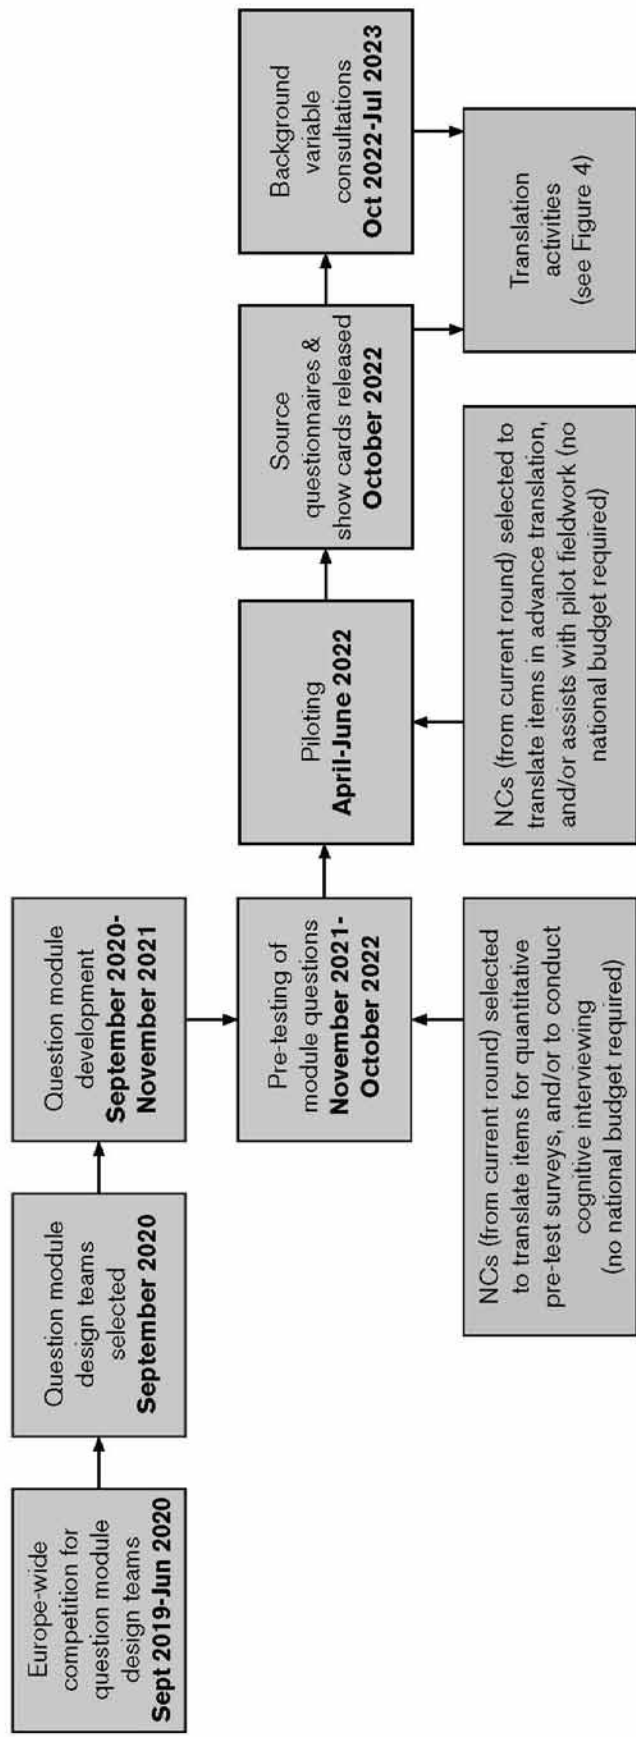 Europe-wide
competition for
question module
design teams
Sept 2019-Jun 2020
Question module
design teams
selected
September 2020
Question module
development
September 2020-
November 2021
Pre-testing of
module questions
November 2021-
October 2022
NCs (from current round) selected
to translate items for quantitative
pre-test surveys, and/or to conduct
cognitive interviewing
(no national budget required)
Piloting
April-June 2022
NCs (from current round) selected to
translate items in advance translation,
and/or assists with pilot fieldwork (no
national budget required)
Source
questionnaires &
show cards released
October 2022
Background
variable
consultations
Oct 2022-Jul 2023
Translation
activities
(see Figure 4)